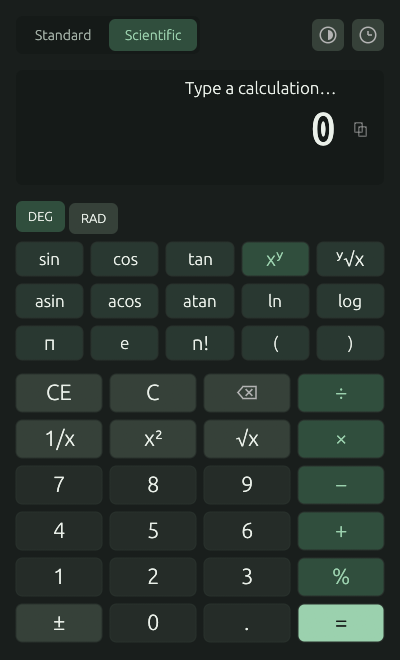 Standard Scientific
Type a calculation...
0
DEG RAD
sin cos tan xʸ ʸ√x
asin acos atan ln log
π e n! ( )
CE C
÷
1/x x² √x ×
7 8 9 −
4 5 6 +
1 2 3 %
± 0 . =